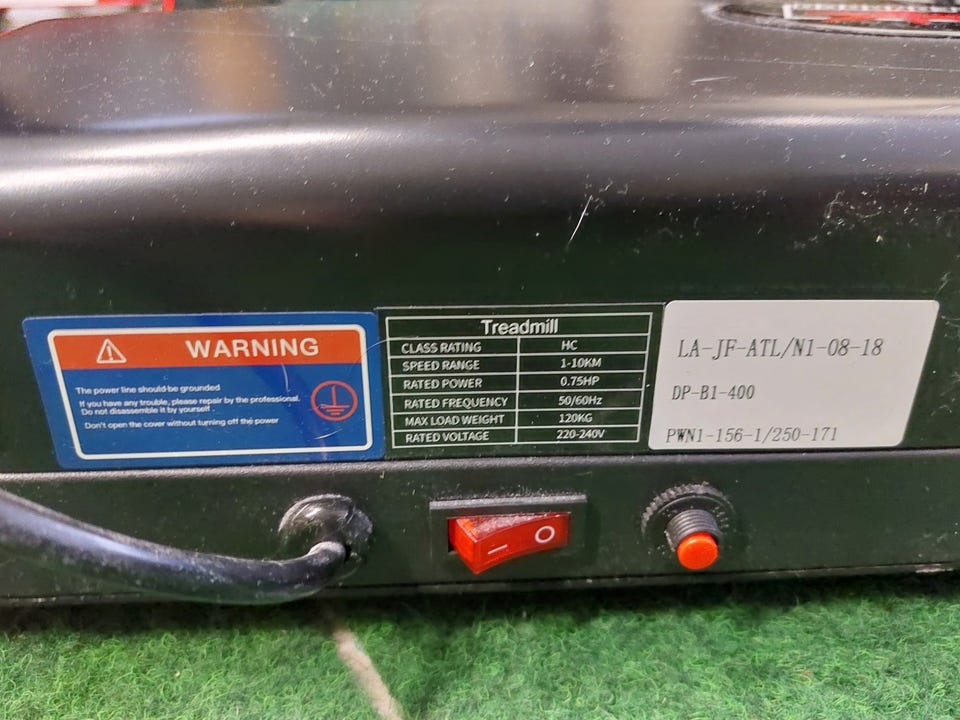 WARNING
The power line should be grounded
If you have any trouble, please repair by the professional.
Do not disassemble it by yourself .
Don't open the cover without turning off the power
Treadmill
CLASS RATING HC
SPEED RANGE 1-10KM
RATED POWER 0.75HP
RATED FREQUENCY 50/60Hz
MAX LOAD WEIGHT 120KG
RATED VOLTAGE 220-240V
LA-JF-ATL/N1-08-18
DP-B1-400
PWN1-156-1/250-171